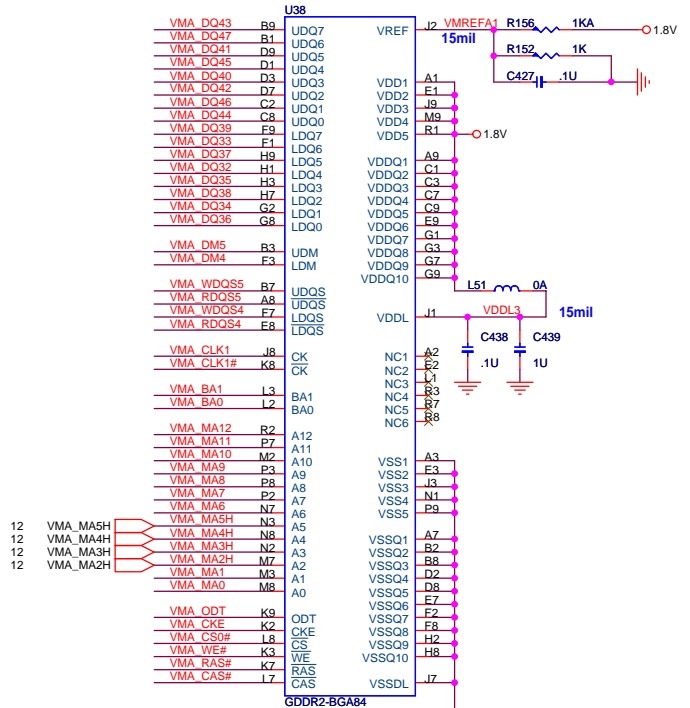 U38
VMA_DQ43 B9 UDQ7 VREF J2 VMREFA1 R156 1KA 1.8V
15mil
VMA_DQ47 B1 UDQ6
VMA_DQ41 D9 UDQ5 R152 1K
VMA_DQ45 D1 UDQ4
C427 .1U
VMA_DQ40 D3 UDQ3 VDD1 A1
VMA_DQ42 D7 UDQ2 VDD2 E1
VMA_DQ46 C2 UDQ1 VDD3 J9
VMA_DQ44 C8 UDQ0 VDD4 M9
VMA_DQ39 F9 LDQ7 VDD5 R1 1.8V
VMA_DQ33 F1 LDQ6
VMA_DQ37 H9 LDQ5 VDDQ1 A9
VMA_DQ32 H1 LDQ4 VDDQ2 C1
VMA_DQ35 H3 LDQ3 VDDQ3 C3
VMA_DQ38 H7 LDQ2 VDDQ4 C7
VMA_DQ34 G2 LDQ1 VDDQ5 C9
VMA_DQ36 G8 LDQ0 VDDQ6 E9
VDDQ7 G1
VMA_DM5 B3 UDM VDDQ8 G3
VMA_DM4 F3 LDM VDDQ9 G7
VDDQ10 G9
VMA_WDQS5 B7 UDQS L51 0A
VMA_RDQS5 A8 UDQS
VMA_WDQS4 F7 LDQS VDDL J1 VDDL3 15mil
VMA_RDQS4 E8 LDQS
C438 C439
VMA_CLK1 J8 CK NC1 A2
.1U 1U
VMA_CLK1# K8 CK NC2 E2
NC3 L1
VMA_BA1 L3 BA1 NC4 R3
VMA_BA0 L2 BA0 NC5 R7
NC6 R8
VMA_MA12 R2 A12
VMA_MA11 P7 A11
VMA_MA10 M2 A10 VSS1 A3
VMA_MA9 P3 A9 VSS2 E3
VMA_MA8 P8 A8 VSS3 J3
VMA_MA7 P2 A7 VSS4 N1
VMA_MA6 N7 A6 VSS5 P9
12 VMA_MA5H VMA_MA5H N3 A5
12 VMA_MA4H VMA_MA4H N8 A4 VSSQ1 A7
12 VMA_MA3H VMA_MA3H N2 A3 VSSQ2 B2
12 VMA_MA2H VMA_MA2H M7 A2 VSSQ3 B8
VMA_MA1 M3 A1 VSSQ4 D2
VMA_MA0 M8 A0 VSSQ5 D8
VSSQ6 E7
VMA_ODT K9 ODT VSSQ7 F2
VMA_CKE K2 CKE VSSQ8 F8
VMA_CS0# L8 CS VSSQ9 H2
VMA_WE# K3 WE VSSQ10 H8
VMA_RAS# K7 RAS
VMA_CAS# L7 CAS VSSDL J7
GDDR2-BGA84